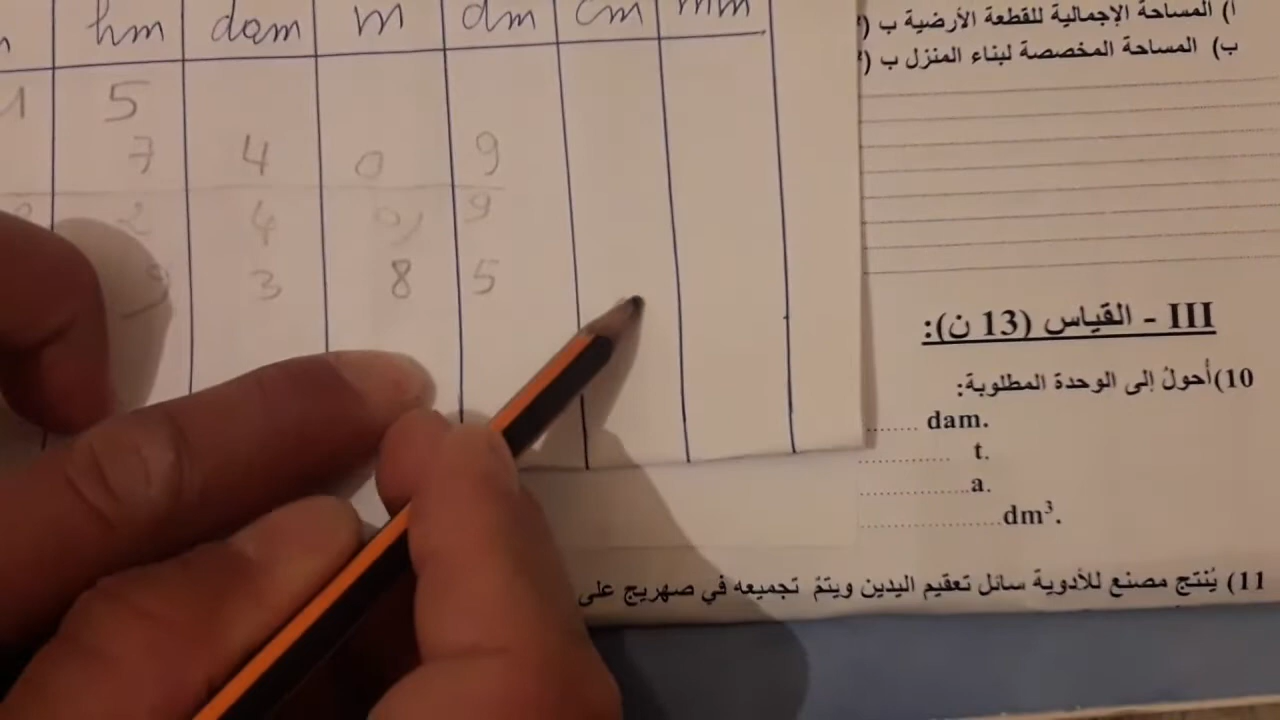 hm dam m dm cm mm
1 5
7 4 0 9
2 4 0, 9
9 3 8 5
أ) المساحة الإجمالية للقطعة الأرضية ب (
ب) المساحة المخصصة لبناء المنزل ب (
III - القياس (13 ن):
10) أحولُ إلى الوحدة المطلوبة:
........ dam.
.............. t.
................a.
.....................dm³.
11) يُنتج مصنع للأدوية سائل تعقيم اليدين ويتمّ تجميعه في صهريج على